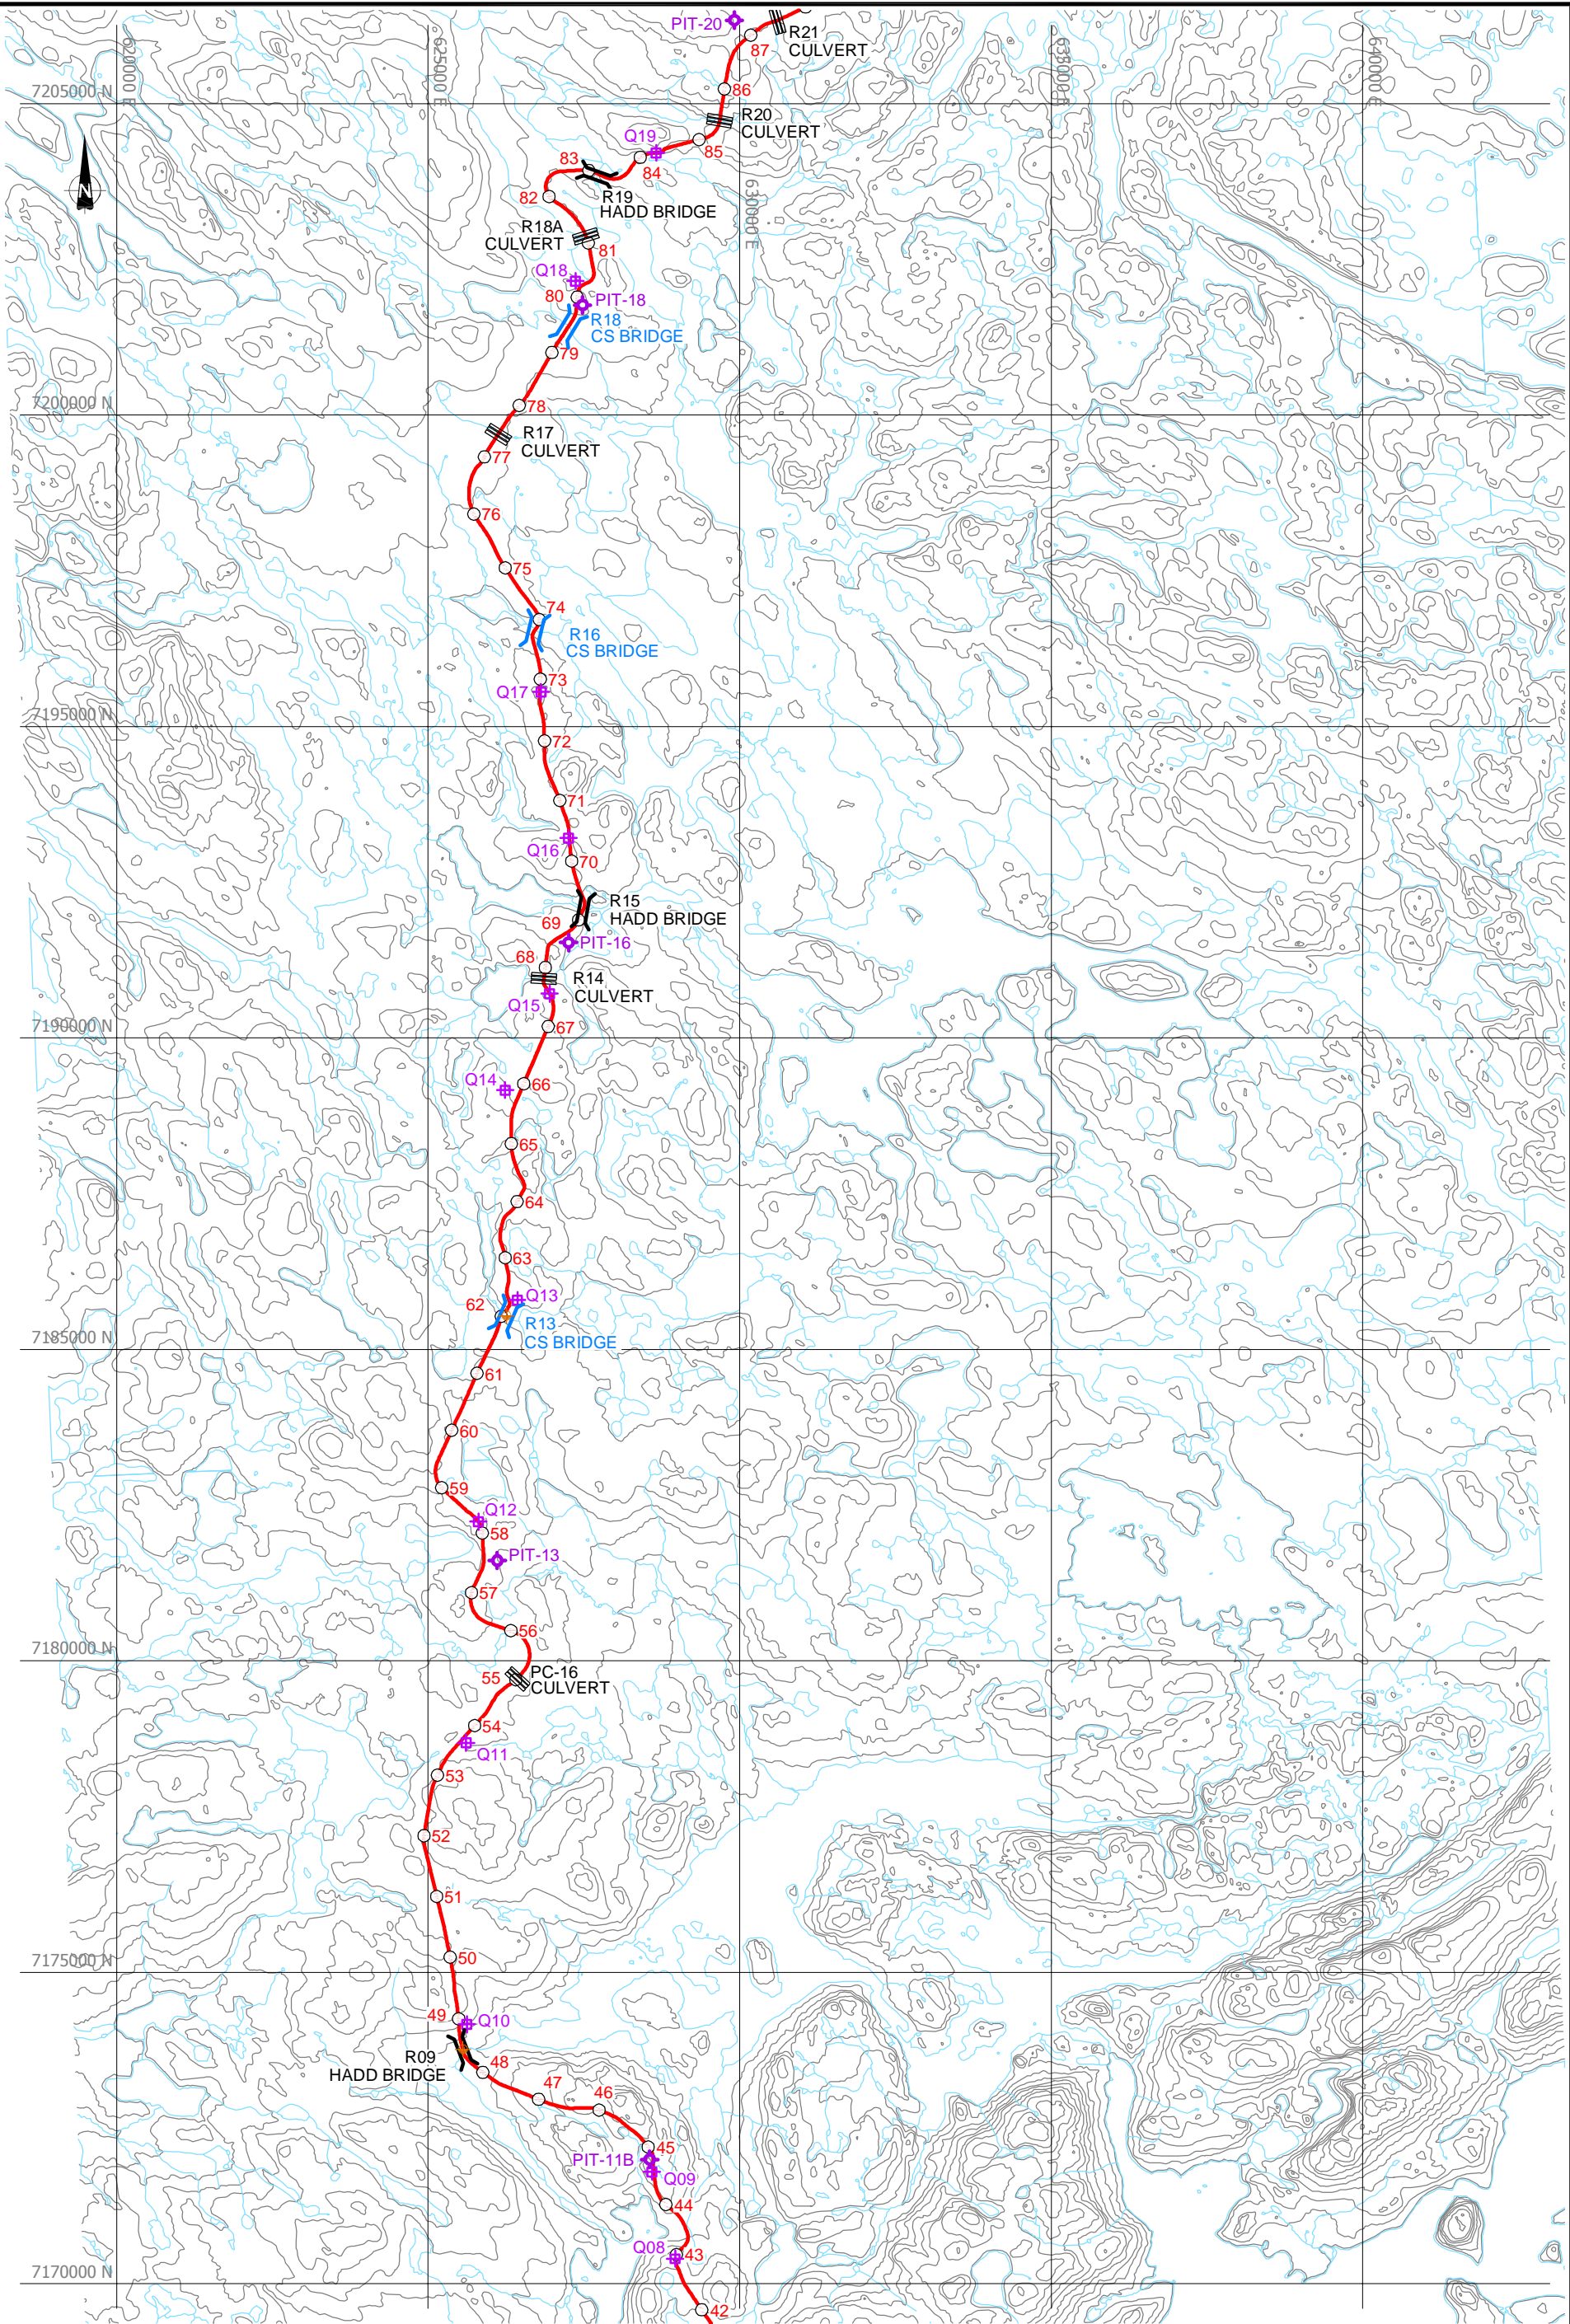 PIT-20
R21
CULVERT
87
620000 E
625000 E
635000 E
640000 E
86
7205000 N
R20
CULVERT
Q19
85
83
84
630000 E
N
82
R19
HADD BRIDGE
R18A
CULVERT
81
Q18
80
PIT-18
R18
CS BRIDGE
79
7200000 N
78
R17
CULVERT
77
76
75
74
R16
CS BRIDGE
73
Q17
7195000 N
72
71
Q16
70
R15
HADD BRIDGE
69
PIT-16
68
R14
CULVERT
Q15
7190000 N
67
Q14
66
65
64
63
Q13
62
R13
CS BRIDGE
7185000 N
61
60
59
Q12
58
PIT-13
57
56
7180000 N
55
PC-16
CULVERT
54
Q11
53
52
51
50
7175000 N
49
Q10
R09
HADD BRIDGE
48
47
46
45
PIT-11B
Q09
44
Q08
43
7170000 N
42